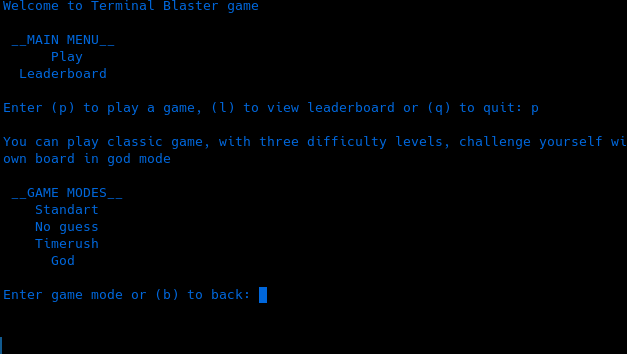 Welcome to Terminal Blaster game
__MAIN MENU__
Play
Leaderboard
Enter (p) to play a game, (l) to view leaderboard or (q) to quit: p
You can play classic game, with three difficulty levels, challenge yourself wi
own board in god mode
__GAME MODES__
Standart
No guess
Timerush
God
Enter game mode or (b) to back: